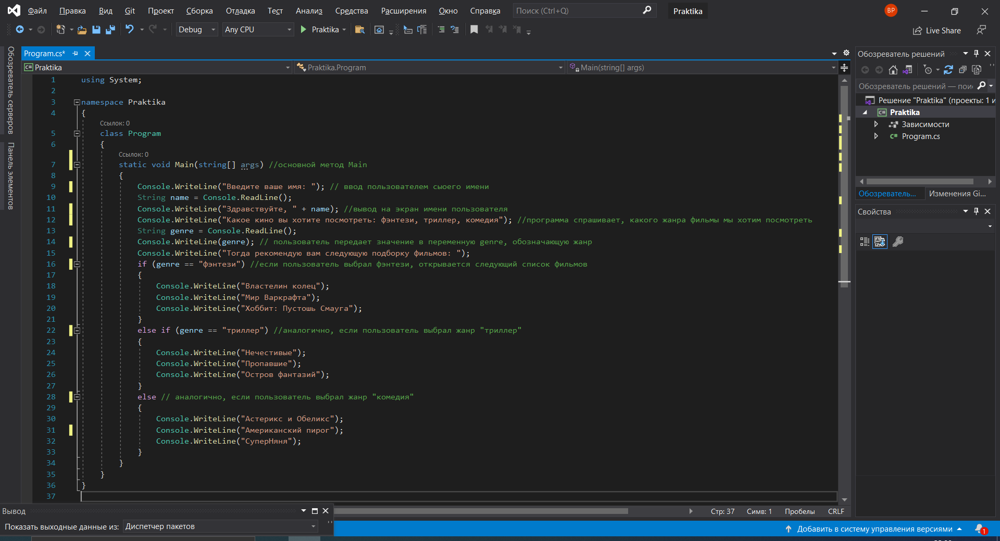 Файл Правка Вид Git Проект Сборка Отладка Тест Анализ Средства Расширения Окно Справка Поиск (Ctrl+Q) Praktika BP
Debug Any CPU Praktika Live Share
Обозреватель серверов
Панель элементов
Program.cs*
Praktika Praktika.Program Main(string[] args)
1 using System;
2
3 namespace Praktika
4 {
Ссылок: 0
5 class Program
6 {
Ссылок: 0
7 static void Main(string[] args) //основной метод Main
8 {
9 Console.WriteLine("Введите ваше имя: "); // ввод пользователем сыоего имени
10 String name = Console.ReadLine();
11 Console.WriteLine("Здравствуйте, " + name); //вывод на экран имени пользователя
12 Console.WriteLine("Какое кино вы хотите посмотреть: фэнтези, триллер, комедия"); //программа спрашивает, какого жанра фильмы мы хотим посмотреть
13 String genre = Console.ReadLine();
14 Console.WriteLine(genre); // пользователь передает значение в переменную genre, обозначающую жанр
15 Console.WriteLine("Тогда рекомендую вам следующую подборку фильмов: ");
16 if (genre == "фэнтези") //если пользователь выбрал фэнтези, открывается следующий список фильмов
17 {
18 Console.WriteLine("Властелин колец");
19 Console.WriteLine("Мир Варкрафта");
20 Console.WriteLine("Хоббит: Пустошь Смауга");
21 }
22 else if (genre == "триллер") //аналогично, если пользователь выбрал жанр "триллер"
23 {
24 Console.WriteLine("Нечестивые");
25 Console.WriteLine("Пропавшие");
26 Console.WriteLine("Остров фантазий");
27 }
28 else // аналогично, если пользователь выбрал жанр "комедия"
29 {
30 Console.WriteLine("Астерикс и Обеликс");
31 Console.WriteLine("Американский пирог");
32 Console.WriteLine("СуперНяня");
33 }
34 }
35 }
36 }
37
Обозреватель решений
Обозреватель решений — пои
Решение "Praktika" (проекты: 1 и
C# Praktika
Зависимости
C# Program.cs
Обозреватель... Изменения Gi...
Свойства
Стр: 37 Симв: 1 Пробелы CRLF
Вывод
Показать выходные данные из: Диспетчер пакетов
Добавить в систему управления версиями 1